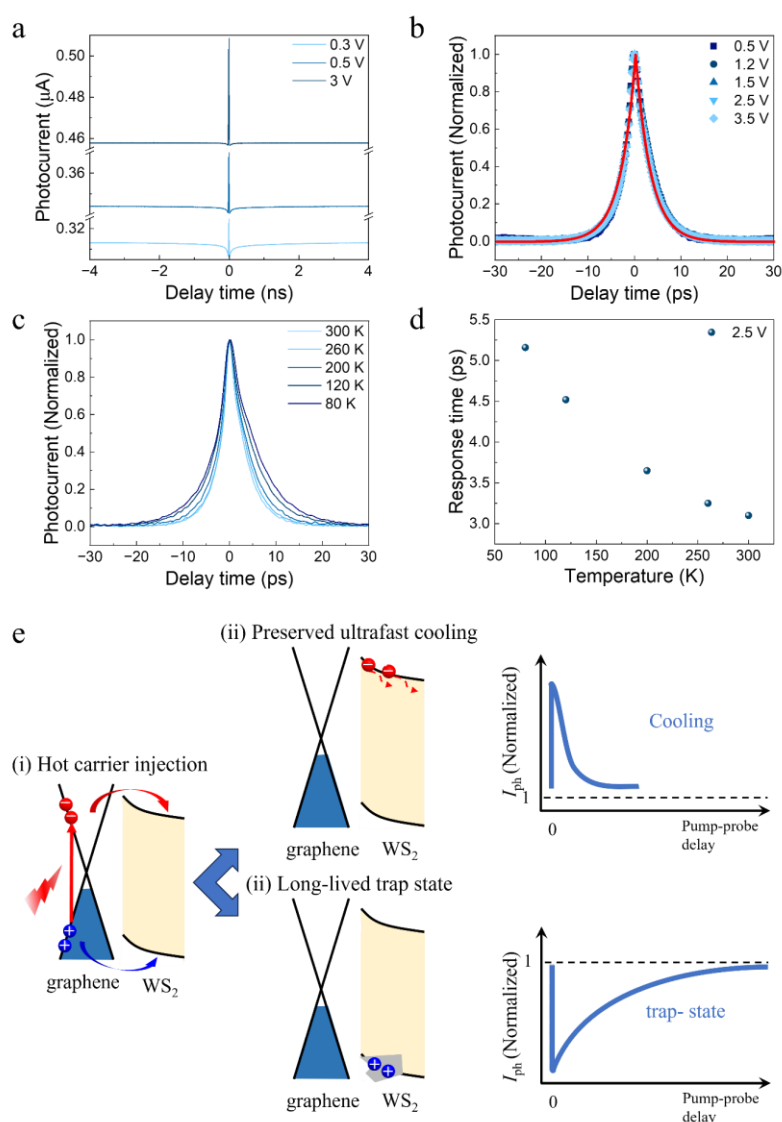 a
0.50
0.48
0.46
0.36
0.32
Photocurrent (μA)
0.3 V
0.5 V
3 V
−4
−2
0
2
4
Delay time (ns)
b
1.0
0.8
0.6
0.4
0.2
0.0
Photocurrent (Normalized)
0.5 V
1.2 V
1.5 V
2.5 V
3.5 V
−30
−20
−10
0
10
20
30
Delay time (ps)
c
1.0
0.8
0.6
0.4
0.2
0.0
Photocurrent (Normalized)
300 K
260 K
200 K
120 K
80 K
−30
−20
−10
0
10
20
30
Delay time (ps)
d
5.5
5.0
4.5
4.0
3.5
3.0
Response time (ps)
2.5 V
50
100
150
200
250
300
Temperature (K)
e
(i) Hot carrier injection
graphene
WS₂
(ii) Preserved ultrafast cooling
graphene
WS₂
I_ph (Normalized)
Cooling
1
0
Pump-probe
delay
(ii) Long-lived trap state
graphene
WS₂
I_ph (Normalized)
1
trap- state
0
Pump-probe
delay